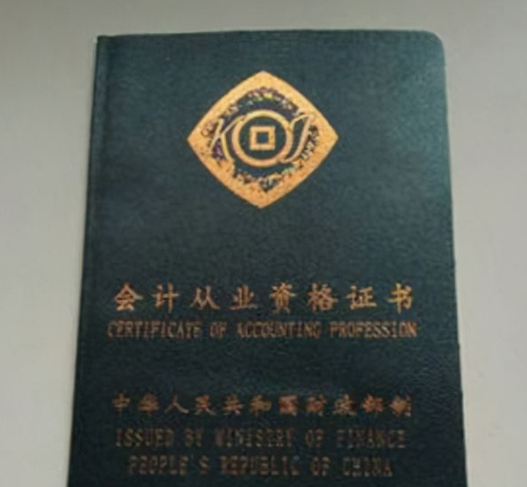 会计从业资格证书
CERTIFICATE OF ACCOUNTING PROFESSION
中华人民共和国财政部制
ISSUED BY MINISTRY OF FINANCE
PEOPLE'S REPUBLIC OF CHINA